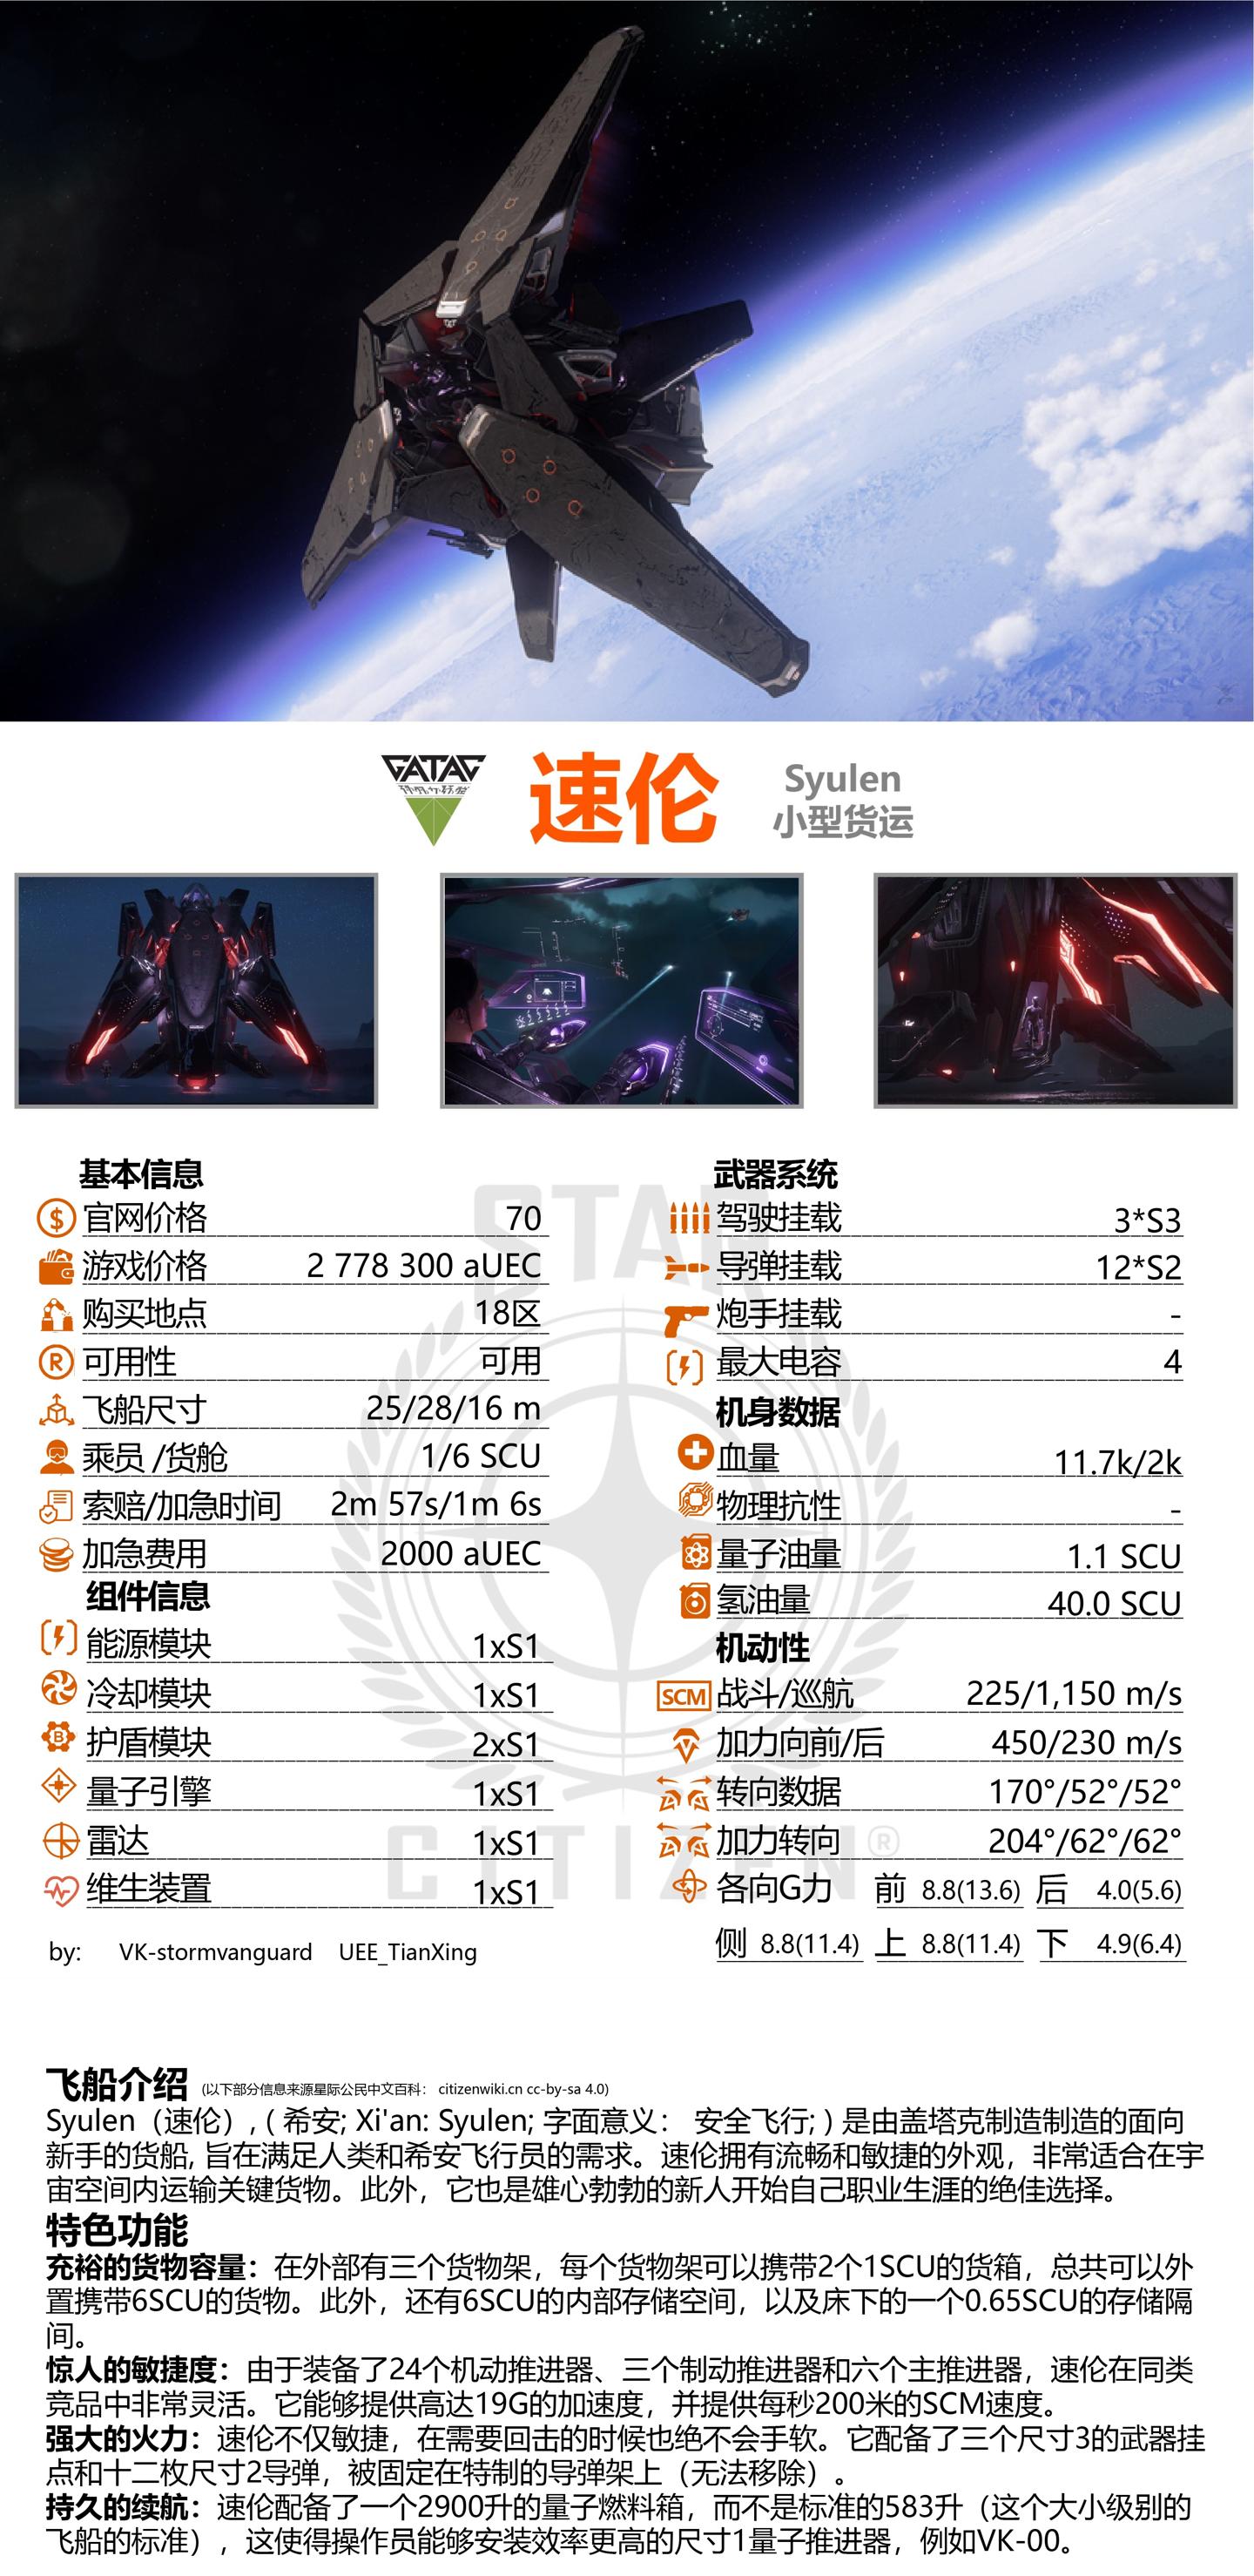 GATAC
速伦
Syulen
小型货运
基本信息
官网价格 70
游戏价格 2 778 300 aUEC
购买地点 18区
可用性 可用
飞船尺寸 25/28/16 m
乘员 /货舱 1/6 SCU
索赔/加急时间 2m 57s/1m 6s
加急费用 2000 aUEC
组件信息
能源模块 1xS1
冷却模块 1xS1
护盾模块 2xS1
量子引擎 1xS1
雷达 1xS1
维生装置 1xS1
by: VK-stormvanguard UEE_TianXing
武器系统
驾驶挂载 3*S3
导弹挂载 12*S2
炮手挂载 -
最大电容 4
机身数据
血量 11.7k/2k
物理抗性 -
量子油量 1.1 SCU
氢油量 40.0 SCU
机动性
SCM 战斗/巡航 225/1,150 m/s
加力向前/后 450/230 m/s
转向数据 170°/52°/52°
加力转向 204°/62°/62°
各向G力 前 8.8(13.6) 后 4.0(5.6)
侧 8.8(11.4) 上 8.8(11.4) 下 4.9(6.4)
STAR
CITIZEN®
飞船介绍 (以下部分信息来源星际公民中文百科： citizenwiki.cn cc-by-sa 4.0)
Syulen（速伦）, ( 希安; Xi'an: Syulen; 字面意义： 安全飞行; ) 是由盖塔克制造制造的面向
新手的货船, 旨在满足人类和希安飞行员的需求。速伦拥有流畅和敏捷的外观，非常适合在宇
宙空间内运输关键货物。此外，它也是雄心勃勃的新人开始自己职业生涯的绝佳选择。
特色功能
充裕的货物容量：在外部有三个货物架，每个货物架可以携带2个1SCU的货箱，总共可以外
置携带6SCU的货物。此外，还有6SCU的内部存储空间，以及床下的一个0.65SCU的存储隔
间。
惊人的敏捷度：由于装备了24个机动推进器、三个制动推进器和六个主推进器，速伦在同类
竞品中非常灵活。它能够提供高达19G的加速度，并提供每秒200米的SCM速度。
强大的火力：速伦不仅敏捷，在需要回击的时候也绝不会手软。它配备了三个尺寸3的武器挂
点和十二枚尺寸2导弹，被固定在特制的导弹架上（无法移除）。
持久的续航：速伦配备了一个2900升的量子燃料箱，而不是标准的583升（这个大小级别的
飞船的标准），这使得操作员能够安装效率更高的尺寸1量子推进器，例如VK-00。